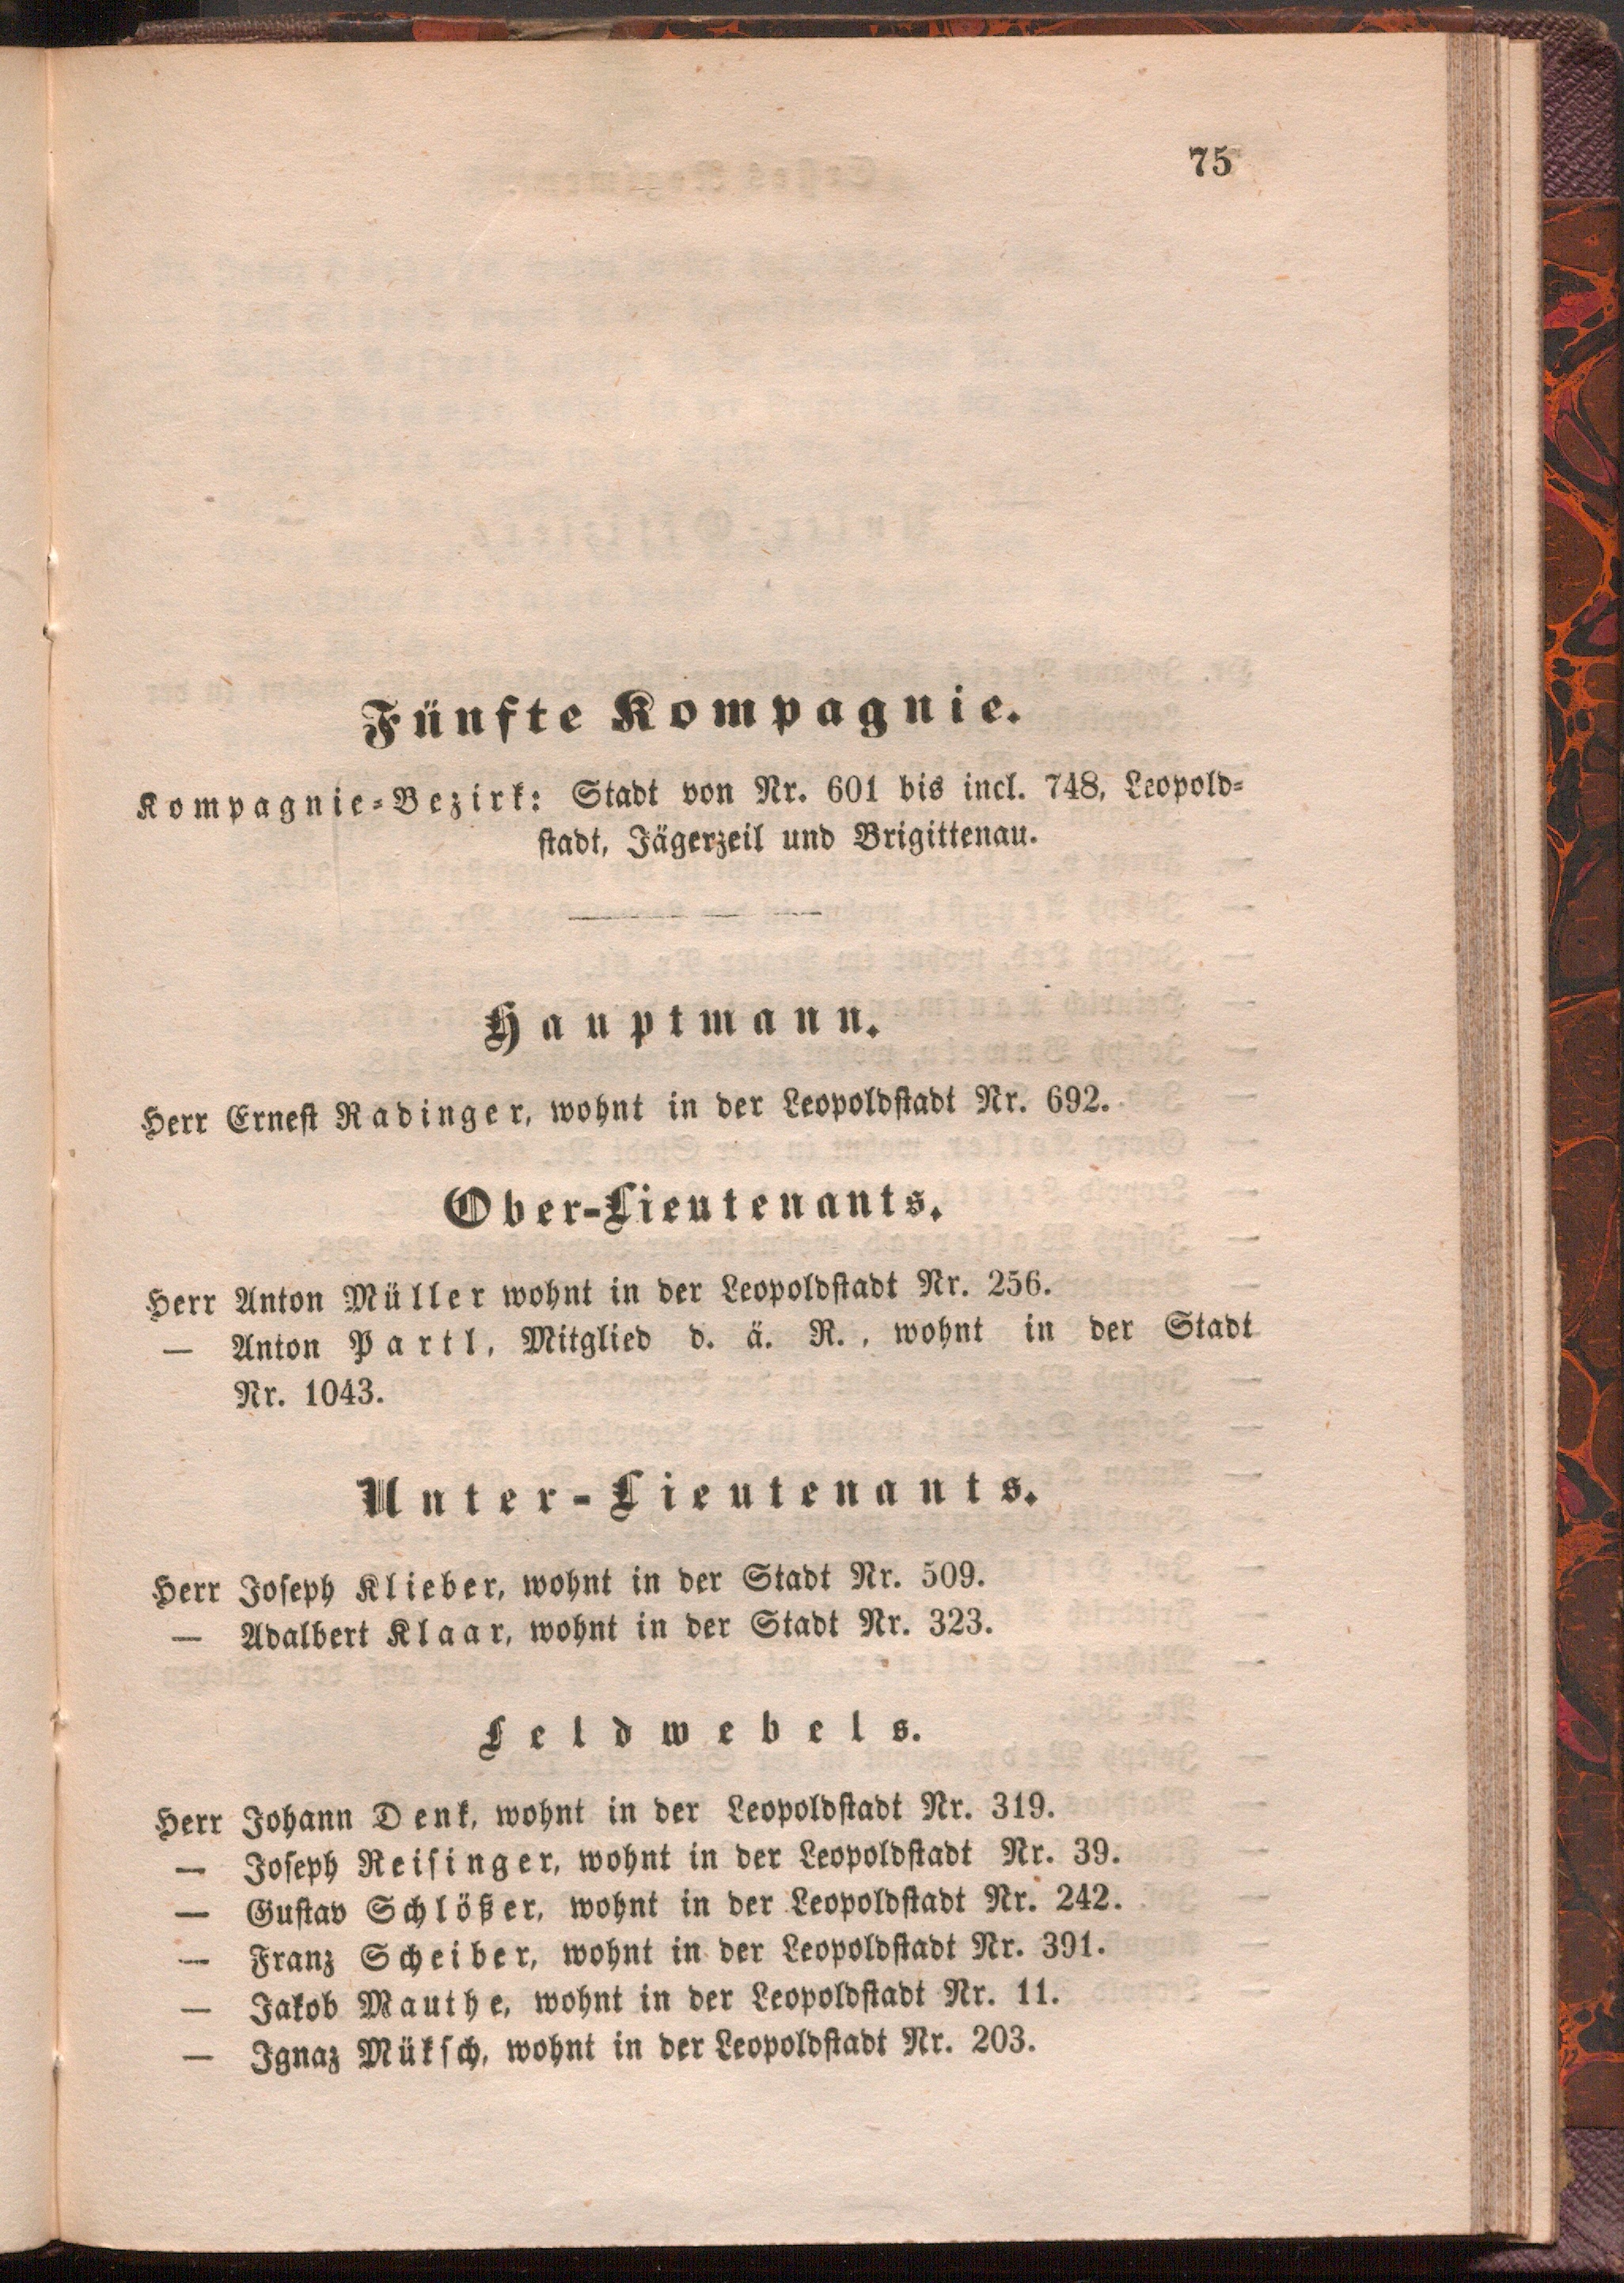 75
Fünfte Kompagnie.
Kompagnie-Bezirk: Stadt von Nr. 601 bis incl. 748, Leopold-
stadt, Jägerzeil und Brigittenau.
Hauptmann.
Herr Ernest Radinger, wohnt in der Leopoldstadt Nr. 692.
Ober-Lieutenants.
Herr Anton Müller wohnt in der Leopoldstadt Nr. 256.
— Anton Partl, Mitglied d. ä. R., wohnt in der Stadt
Nr. 1043.
Unter-Lieutenants.
Herr Joseph Klieber, wohnt in der Stadt Nr. 509.
— Adalbert Klaar, wohnt in der Stadt Nr. 323.
Feldwebels.
Herr Johann Denk, wohnt in der Leopoldstadt Nr. 319.
— Joseph Reisinger, wohnt in der Leopoldstadt Nr. 39.
— Gustav Schlößer, wohnt in der Leopoldstadt Nr. 242.
— Franz Scheiber, wohnt in der Leopoldstadt Nr. 391.
— Jakob Mauthe, wohnt in der Leopoldstadt Nr. 11.
— Ignaz Müksch, wohnt in der Leopoldstadt Nr. 203.